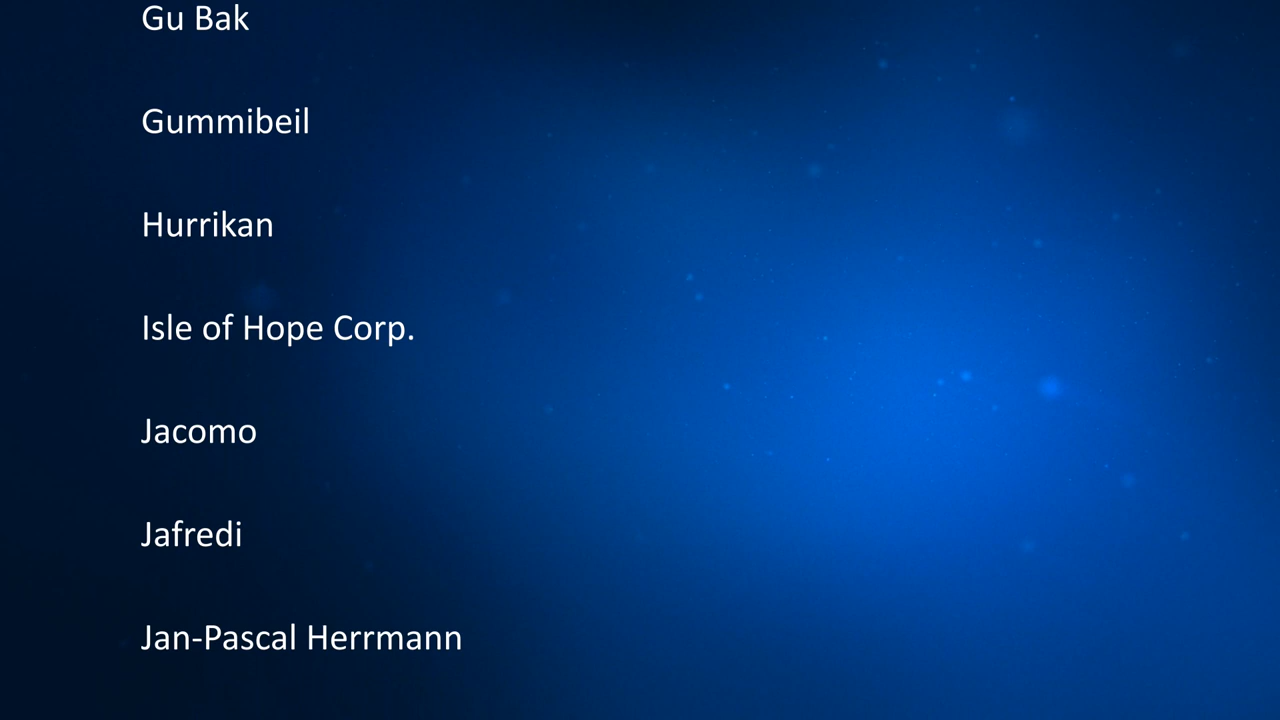 Gu Bak
Gummibeil
Hurrikan
Isle of Hope Corp.
Jacomo
Jafredi
Jan-Pascal Herrmann